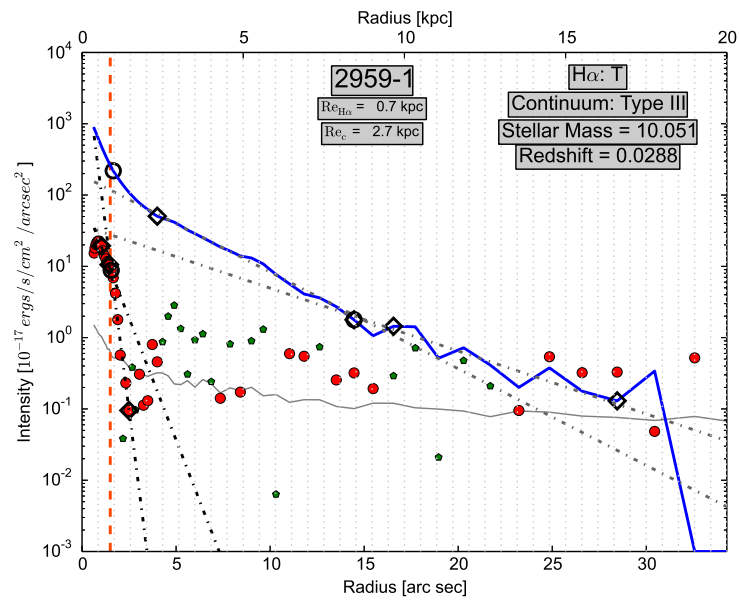 Radius [kpc]
0 5 10 15 20
10^4
10^3
10^2
10^1
10^0
10^-1
10^-2
10^-3
Intensity [10^-17 ergs/s/cm^2 /arcsec^2 ]
2959-1
Re_Hα = 0.7 kpc
Re_c = 2.7 kpc
Hα: T
Continuum: Type III
Stellar Mass = 10.051
Redshift = 0.0288
0 5 10 15 20 25 30
Radius [arc sec]